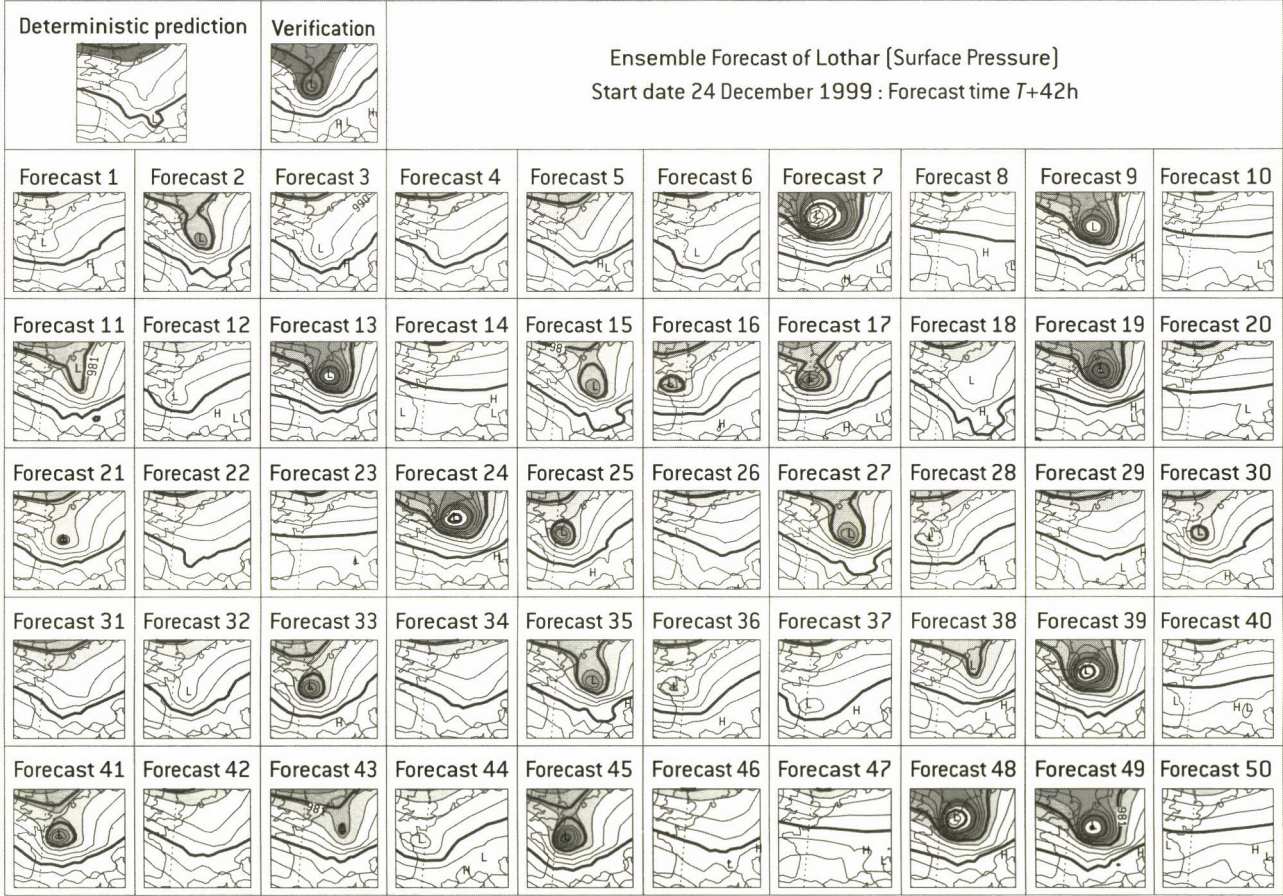 Deterministic prediction
Verification
Ensemble Forecast of Lothar (Surface Pressure)
Start date 24 December 1999 : Forecast time T+42h
Forecast 1 Forecast 2 Forecast 3 Forecast 4 Forecast 5 Forecast 6 Forecast 7 Forecast 8 Forecast 9 Forecast 10
Forecast 11 Forecast 12 Forecast 13 Forecast 14 Forecast 15 Forecast 16 Forecast 17 Forecast 18 Forecast 19 Forecast 20
Forecast 21 Forecast 22 Forecast 23 Forecast 24 Forecast 25 Forecast 26 Forecast 27 Forecast 28 Forecast 29 Forecast 30
Forecast 31 Forecast 32 Forecast 33 Forecast 34 Forecast 35 Forecast 36 Forecast 37 Forecast 38 Forecast 39 Forecast 40
Forecast 41 Forecast 42 Forecast 43 Forecast 44 Forecast 45 Forecast 46 Forecast 47 Forecast 48 Forecast 49 Forecast 50